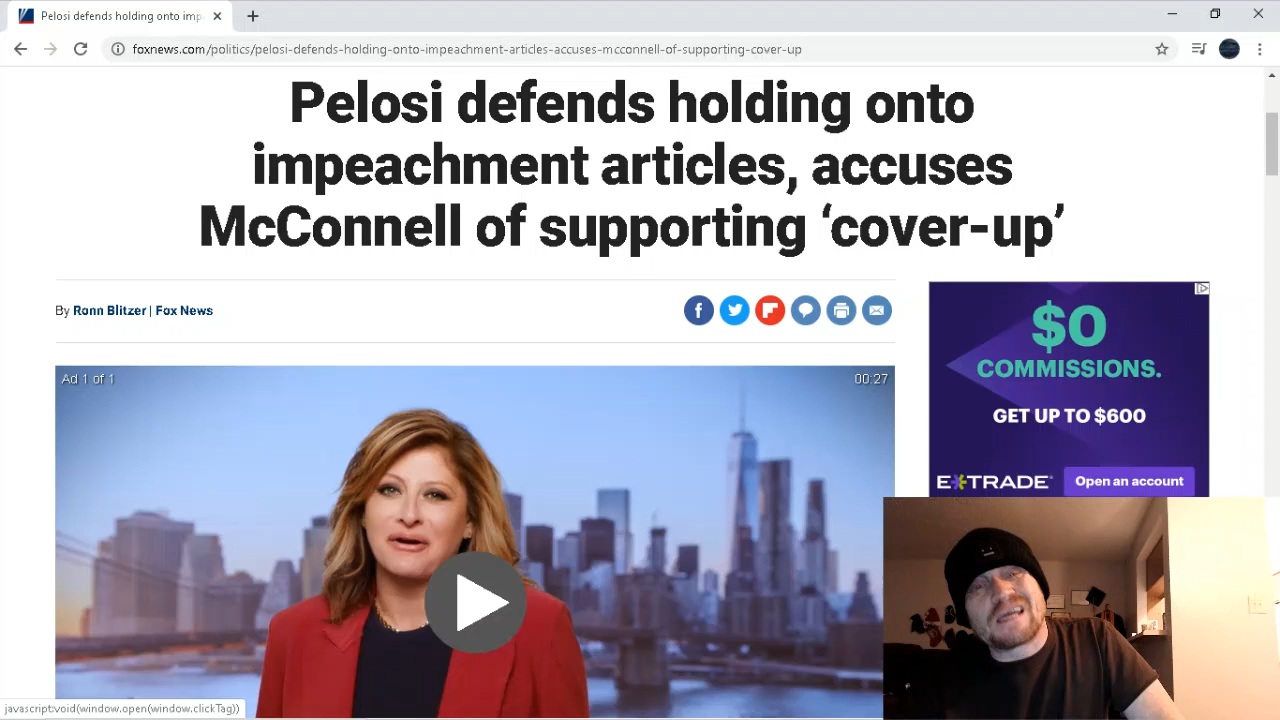 Pelosi defends holding onto imp
foxnews.com/politics/pelosi-defends-holding-onto-impeachment-articles-accuses-mcconnell-of-supporting-cover-up
Pelosi defends holding onto
impeachment articles, accuses
McConnell of supporting ‘cover-up’
By Ronn Blitzer | Fox News
Ad 1 of 1
00:27
$0
COMMISSIONS.
GET UP TO $600
E*TRADE
Open an account
javascript:void(window.open(window.clickTag))